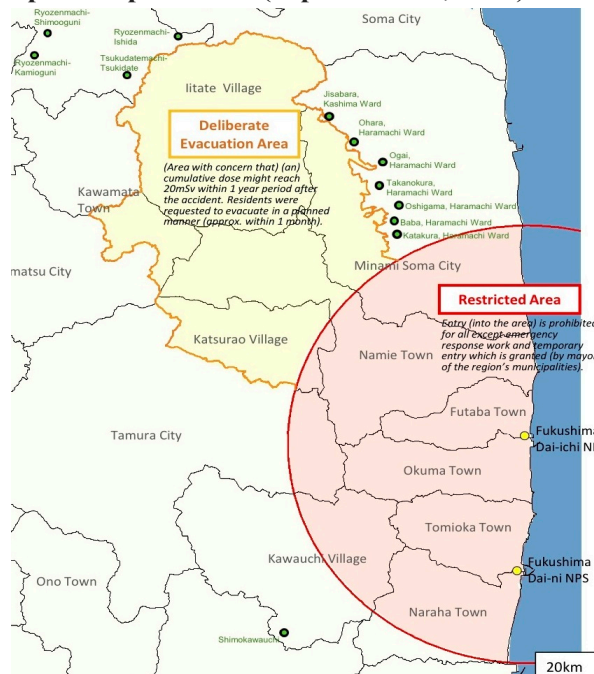 Soma City
Ryozenmachi-
Shimooguni
Ryozenmachi-
Ishida
Ryozenmachi-
Kamioguni
Tsukudatemachi-
Tsukidate
Iitate Village
Jisabara,
Kashima Ward
Deliberate
Evacuation Area
Ohara,
Haramachi Ward
(Area with concern that) (an)
cumulative dose might reach
20mSv within 1 year period after
the accident. Residents were
requested to evacuate in a planned
manner (approx. within 1 month).
Ogai,
Haramachi Ward
Takanokura,
Haramachi Ward
Kawamata
Town
Oshigama, Haramachi Ward
Baba, Haramachi Ward
Katakura, Haramachi Ward
matsu City
Minami Soma City
Restricted Area
Entry (into the area) is prohibited
for all except emergency
response work and temporary
entry which is granted (by mayo
of the region's municipalities).
Katsurao Village
Namie Town
Futaba Town
Tamura City
Fukushima
Dai-ichi N
Okuma Town
Tomioka Town
Kawauchi Village
Fukushima
Dai-ni NPS
Ono Town
Naraha Town
Shimokawauchi
20km